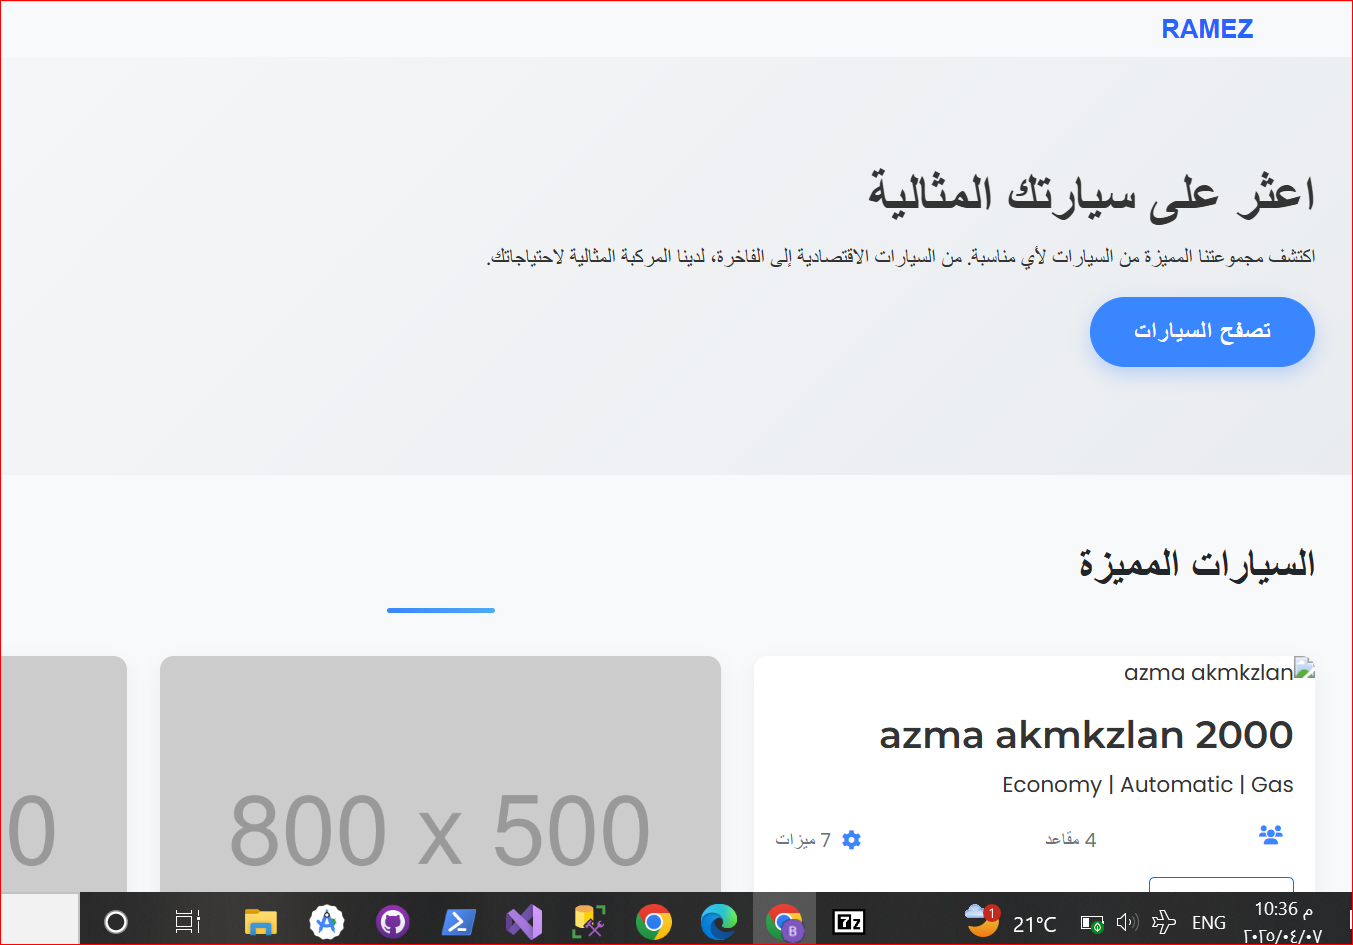 RAMEZ
اعثر على سيارتك المثالية
اكتشف مجموعتنا المميزة من السيارات لأي مناسبة. من السيارات الاقتصادية إلى الفاخرة، لدينا المركبة المثالية لاحتياجاتك.
تصفح السيارات
السيارات المميزة
azma akmkzlan
azma akmkzlan 2000
Economy | Automatic | Gas
4 مقاعد
7 ميزات
800 x 500
0
7z
B
1
21°C
ENG
10:36 م
٢٠٢٥/٠٤/٠٧